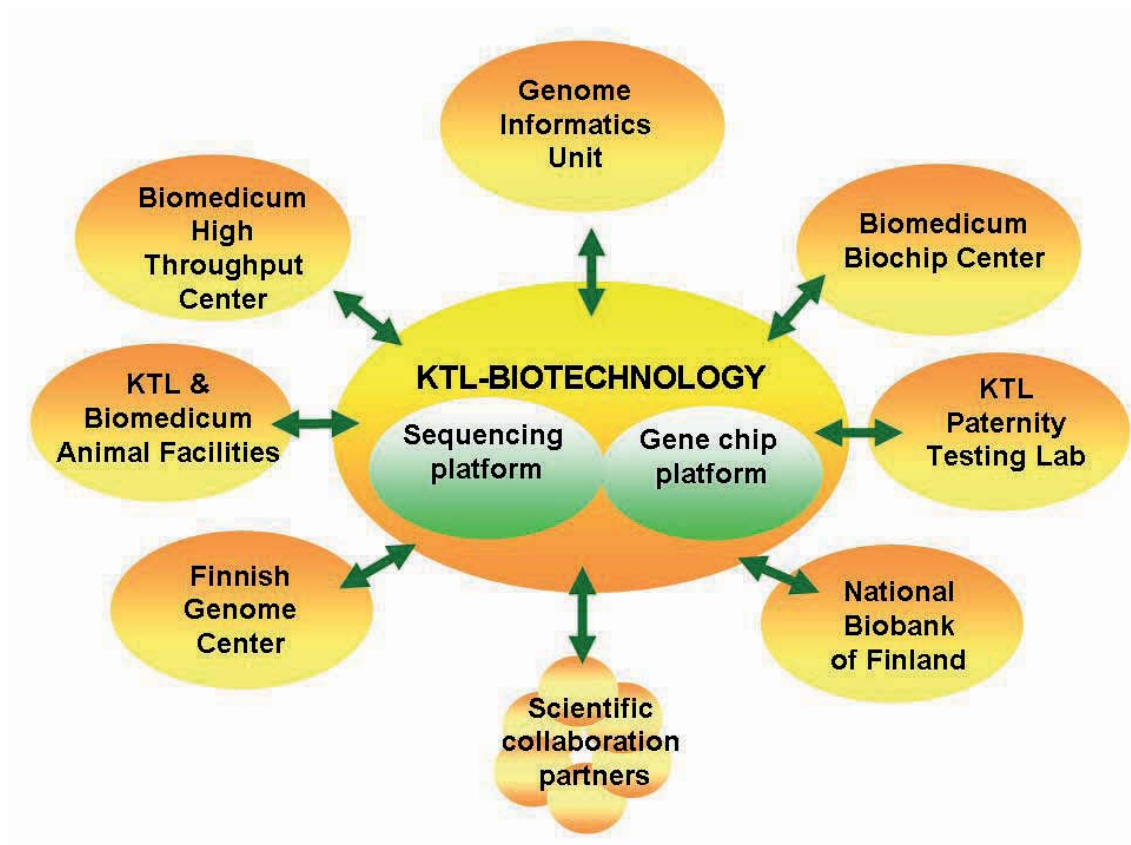 Genome
Informatics
Unit
Biomedicum
High
Throughput
Center
Biomedicum
Biochip Center
KTL-BIOTECHNOLOGY
Sequencing
platform
Gene chip
platform
KTL &
Biomedicum
Animal Facilities
KTL
Paternity
Testing Lab
Finnish
Genome
Center
National
Biobank
of Finland
Scientific
collaboration
partners